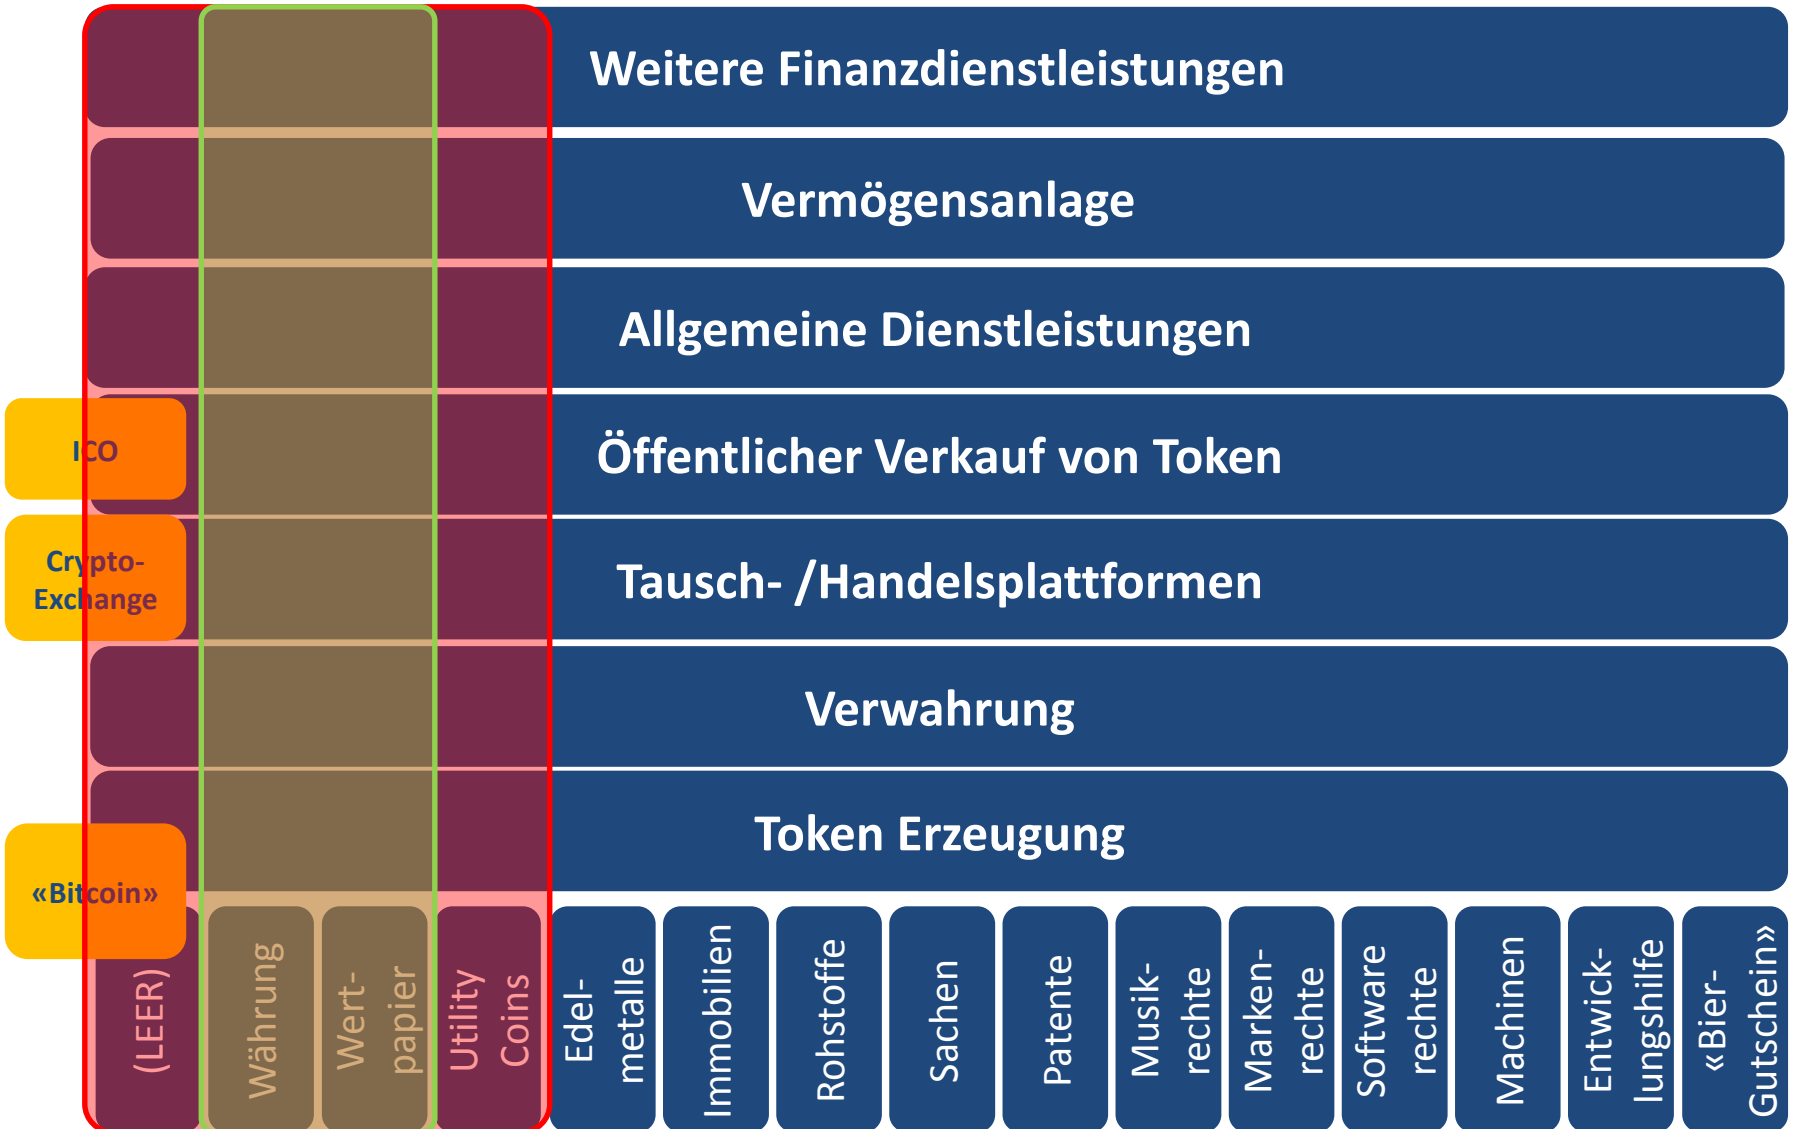 Weitere Finanzdienstleistungen
Vermögensanlage
Allgemeine Dienstleistungen
ICO
Öffentlicher Verkauf von Token
Crypto-
Exchange
Tausch- /Handelsplattformen
Verwahrung
Token Erzeugung
«Bitcoin»
(LEER)
Währung
Wert-
papier
Utility
Coins
Edel-
metalle
Immobilien
Rohstoffe
Sachen
Patente
Musik-
rechte
Marken-
rechte
Software
rechte
Machinen
Entwick-
lungshilfe
«Bier-
Gutschein»